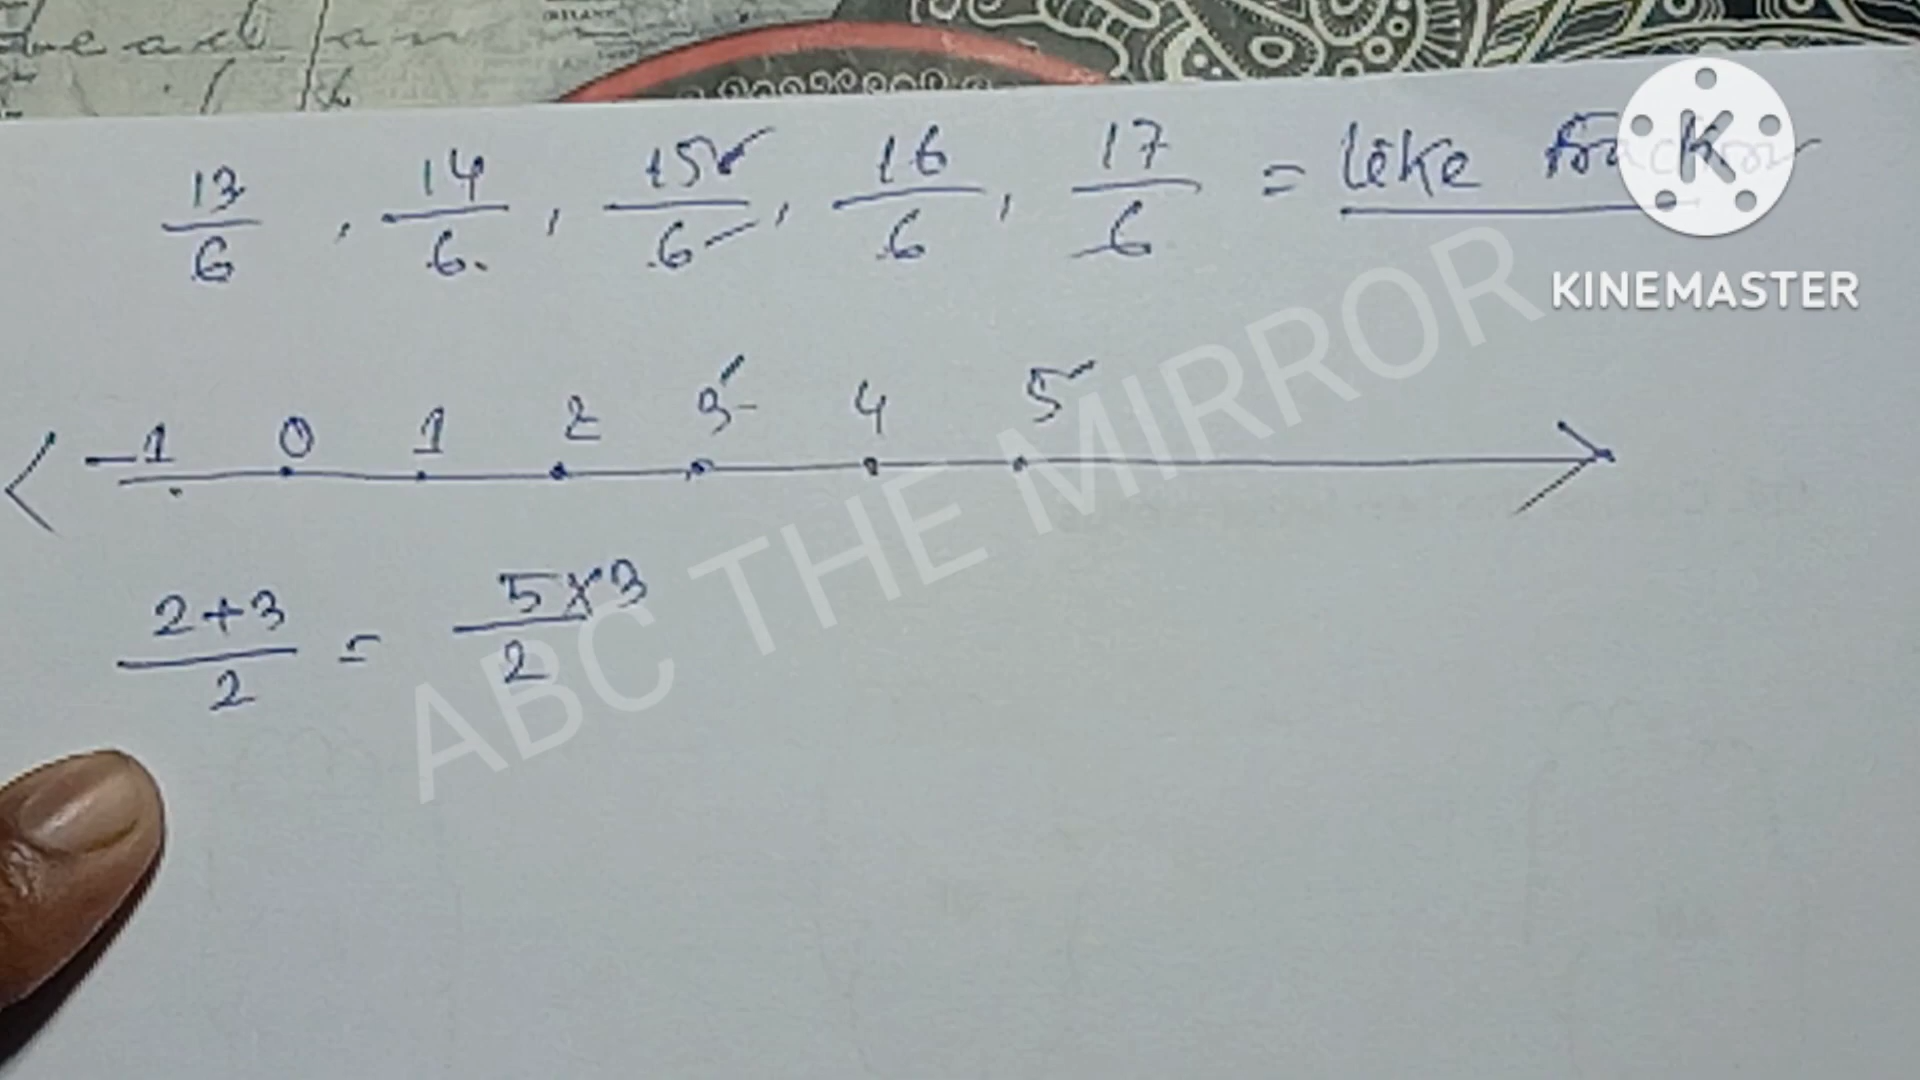 13/6 , 14/6 , 15/6 , 16/6 , 17/6 = like
KINEMASTER
-1 0 1 2 3 4 5
2+3/2 = 5×3/2
ABC THE MIRROR